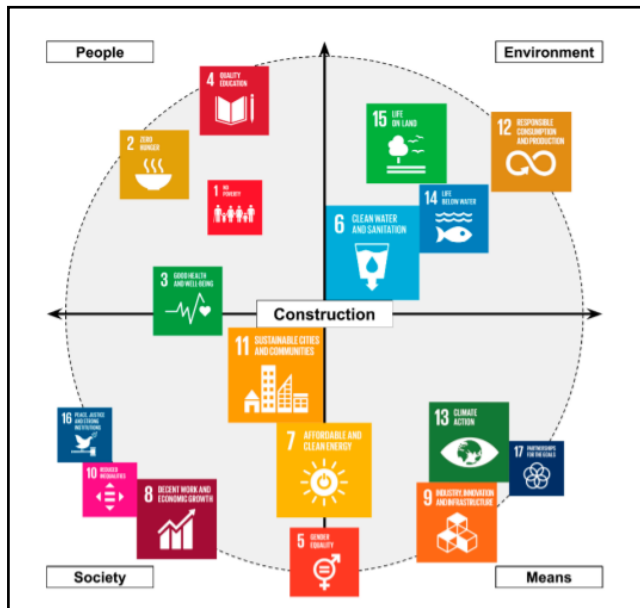 People
Environment
4 QUALITY
EDUCATION
15 LIFE
ON LAND
12 RESPONSIBLE
CONSUMPTION
AND PRODUCTION
2 ZERO
HUNGER
1 NO
POVERTY
14 LIFE
BELOW WATER
6 CLEAN WATER
AND SANITATION
3 GOOD HEALTH
AND WELL-BEING
Construction
11 SUSTAINABLE CITIES
AND COMMUNITIES
16 PEACE, JUSTICE
AND STRONG
INSTITUTIONS
7 AFFORDABLE AND
CLEAN ENERGY
13 CLIMATE
ACTION
17 PARTNERSHIPS
FOR THE GOALS
10 REDUCED
INEQUALITIES
8 DECENT WORK AND
ECONOMIC GROWTH
9 INDUSTRY, INNOVATION
AND INFRASTRUCTURE
5 GENDER
EQUALITY
Society
Means